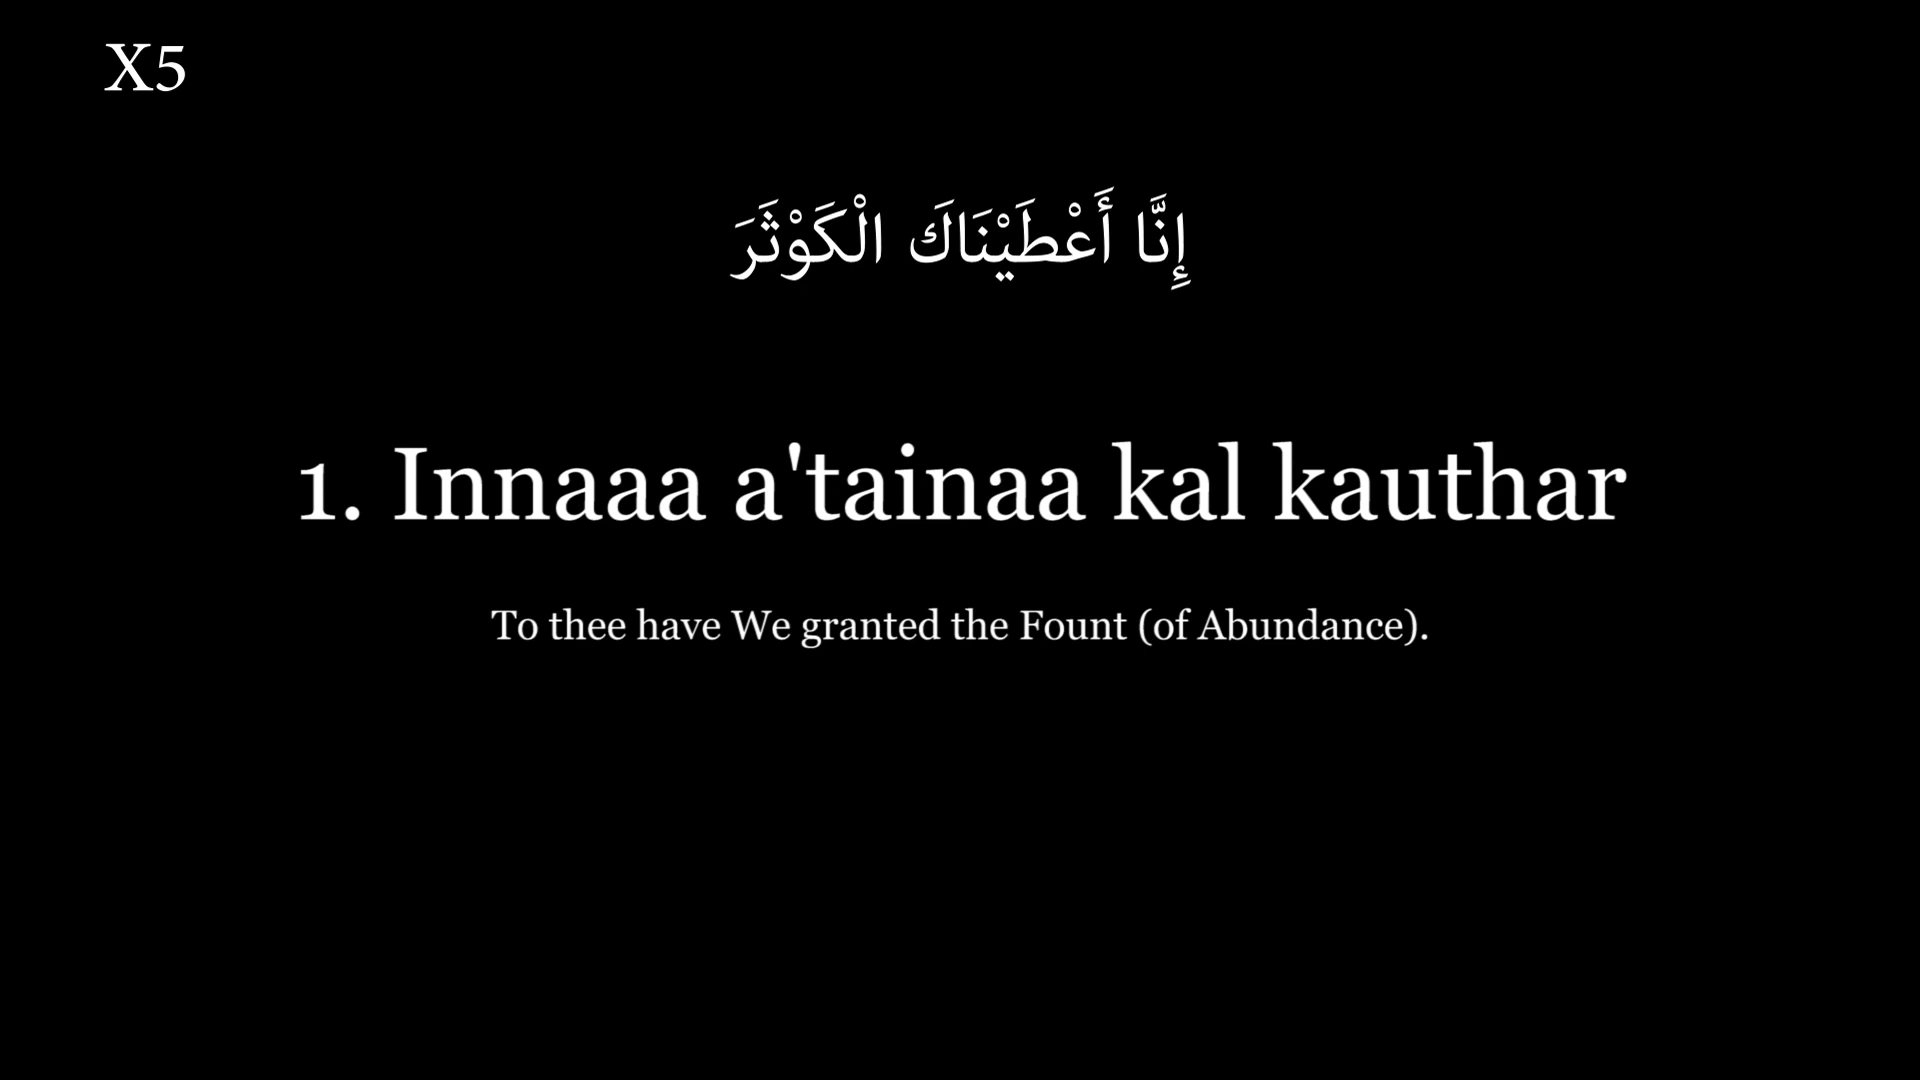 X5
إِنَّا أَعْطَيْنَاكَ الْكَوْثَرَ
1. Innaaa a'tainaa kal kauthar
To thee have We granted the Fount (of Abundance).